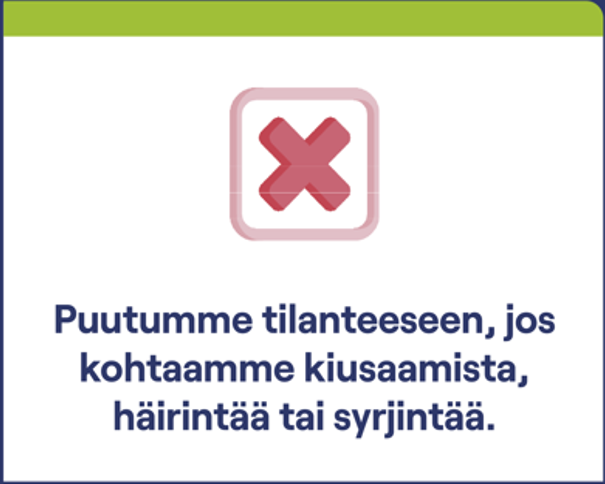 Puutumme tilanteeseen, jos
kohtaamme kiusaamista,
häirintää tai syrjintää.